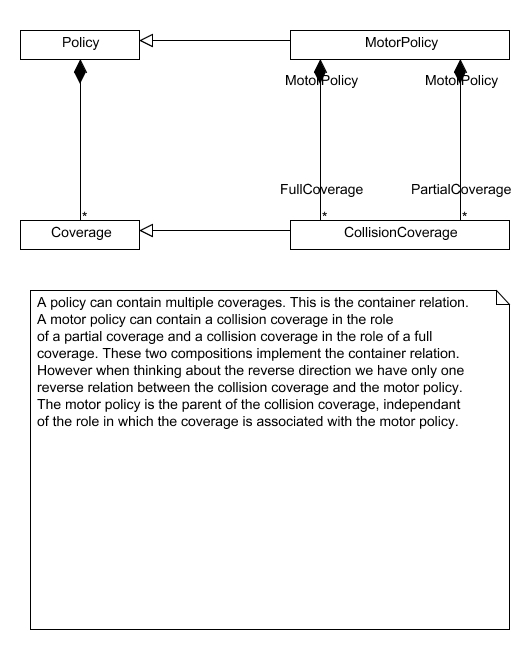 Policy
MotorPolicy
MotorPolicy
MotorPolicy
FullCoverage
PartialCoverage
*
*
*
Coverage
CollisionCoverage
A policy can contain multiple coverages. This is the container relation.
A motor policy can contain a collision coverage in the role
of a partial coverage and a collision coverage in the role of a full
coverage. These two compositions implement the container relation.
However when thinking about the reverse direction we have only one
reverse relation between the collision coverage and the motor policy.
The motor policy is the parent of the collision coverage, independant
of the role in which the coverage is associated with the motor policy.